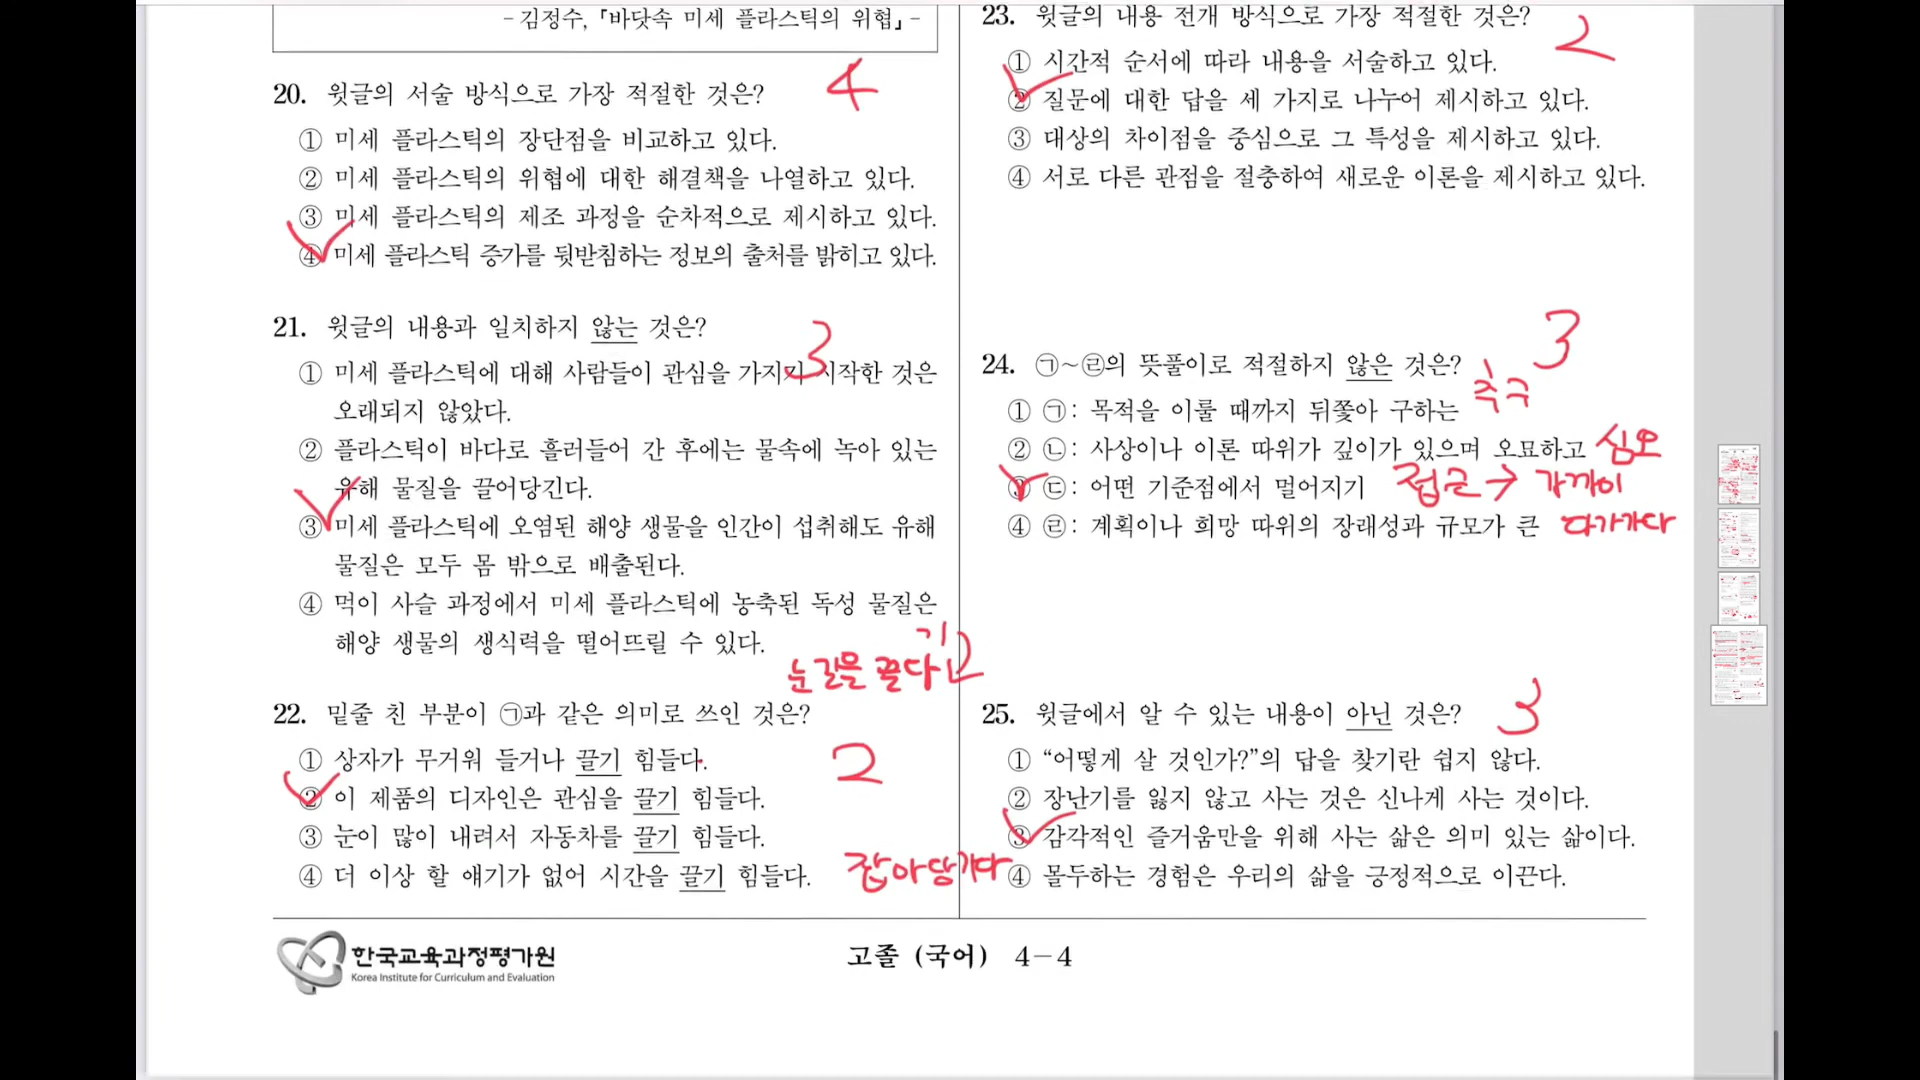 - 김정수, 「바닷속 미세 플라스틱의 위협」 -
20. 윗글의 서술 방식으로 가장 적절한 것은?
4
① 미세 플라스틱의 장단점을 비교하고 있다.
② 미세 플라스틱의 위협에 대한 해결책을 나열하고 있다.
③ 미세 플라스틱의 제조 과정을 순차적으로 제시하고 있다.
④ 미세 플라스틱 증가를 뒷받침하는 정보의 출처를 밝히고 있다.
21. 윗글의 내용과 일치하지 않는 것은?
3
① 미세 플라스틱에 대해 사람들이 관심을 가지기 시작한 것은
오래되지 않았다.
② 플라스틱이 바다로 흘러들어 간 후에는 물속에 녹아 있는
유해 물질을 끌어당긴다.
③ 미세 플라스틱에 오염된 해양 생물을 인간이 섭취해도 유해
물질은 모두 몸 밖으로 배출된다.
④ 먹이 사슬 과정에서 미세 플라스틱에 농축된 독성 물질은
해양 생물의 생식력을 떨어뜨릴 수 있다.
기
눈길을 끌다 고
22. 밑줄 친 부분이 ㉠과 같은 의미로 쓰인 것은?
2
① 상자가 무거워 들거나 끌기 힘들다.
② 이 제품의 디자인은 관심을 끌기 힘들다.
③ 눈이 많이 내려서 자동차를 끌기 힘들다.
④ 더 이상 할 얘기가 없어 시간을 끌기 힘들다.
잡아당기다
23. 윗글의 내용 전개 방식으로 가장 적절한 것은?
2
① 시간적 순서에 따라 내용을 서술하고 있다.
② 질문에 대한 답을 세 가지로 나누어 제시하고 있다.
③ 대상의 차이점을 중심으로 그 특성을 제시하고 있다.
④ 서로 다른 관점을 절충하여 새로운 이론을 제시하고 있다.
24. ㉠~㉣의 뜻풀이로 적절하지 않은 것은?
3
① ㉠: 목적을 이룰 때까지 뒤쫓아 구하는
추구
② ㉡: 사상이나 이론 따위가 깊이가 있으며 오묘하고
심오
③ ㉢: 어떤 기준점에서 멀어지기
접근 → 가까이
다가가다
④ ㉣: 계획이나 희망 따위의 장래성과 규모가 큰
25. 윗글에서 알 수 있는 내용이 아닌 것은?
3
① “어떻게 살 것인가?”의 답을 찾기란 쉽지 않다.
② 장난기를 잃지 않고 사는 것은 신나게 사는 것이다.
③ 감각적인 즐거움만을 위해 사는 삶은 의미 있는 삶이다.
④ 몰두하는 경험은 우리의 삶을 긍정적으로 이끈다.
한국교육과정평가원
Korea Institute for Curriculum and Evaluation
고졸 (국어) 4-4